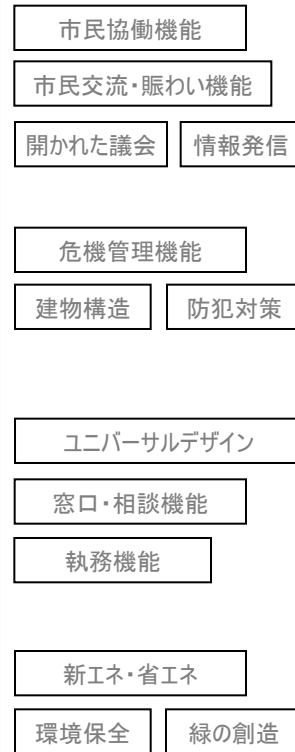 市民協働機能
市民交流・賑わい機能
開かれた議会 情報発信
危機管理機能
建物構造 防犯対策
ユニバーサルデザイン
窓口・相談機能
執務機能
新エネ・省エネ
環境保全 緑の創造